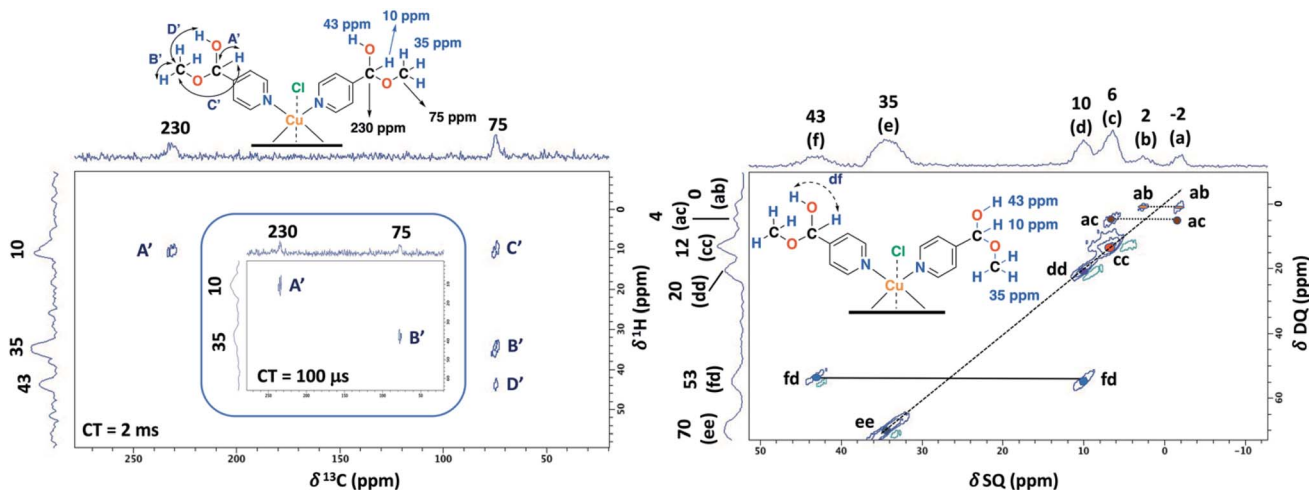 D'
H
A'
H
O
B'
H
H
C
C
H
H
O
C'
N
Cl
N
Cu
43 ppm
10 ppm
35 ppm
H
O
H
H
C
C
H
O
H
230 ppm
75 ppm
230
75
10
35
43
A'
C'
B'
D'
230
75
10
35
A'
B'
CT = 100 μs
CT = 2 ms
0
10
20
30
40
50
δ ¹H (ppm)
250
200
150
100
50
δ ¹³C (ppm)
43
(f)
35
(e)
10
(d)
6
(c)
2
(b)
-2
(a)
0
(ab)
4
(ac)
12
(cc)
20
(dd)
53
(fd)
70
(ee)
df
H
O
H
H
H
C
C
H
O
H
N
Cl
N
Cu
H
43 ppm
O
H
10 ppm
C
O
C
H
H
H
35 ppm
ab
ab
ac
ac
cc
dd
fd
fd
ee
0
20
40
60
δ DQ (ppm)
50
40
30
20
10
0
−10
δ SQ (ppm)